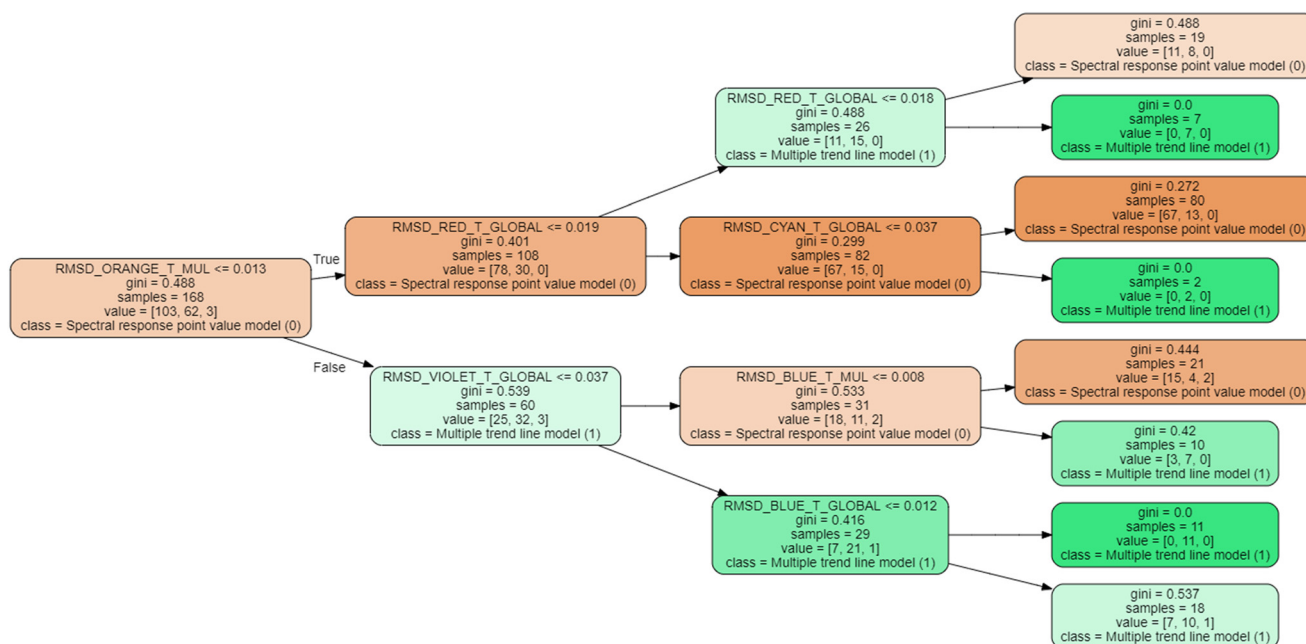 RMSD_ORANGE_T_MUL <= 0.013
gini = 0.488
samples = 168
value = [103, 62, 3]
class = Spectral response point value model (0)
True
False
RMSD_RED_T_GLOBAL <= 0.019
gini = 0.401
samples = 108
value = [78, 30, 0]
class = Spectral response point value model (0)
RMSD_VIOLET_T_GLOBAL <= 0.037
gini = 0.539
samples = 60
value = [25, 32, 3]
class = Multiple trend line model (1)
RMSD_RED_T_GLOBAL <= 0.018
gini = 0.488
samples = 26
value = [11, 15, 0]
class = Multiple trend line model (1)
RMSD_CYAN_T_GLOBAL <= 0.037
gini = 0.299
samples = 82
value = [67, 15, 0]
class = Spectral response point value model (0)
RMSD_BLUE_T_MUL <= 0.008
gini = 0.533
samples = 31
value = [18, 11, 2]
class = Spectral response point value model (0)
RMSD_BLUE_T_GLOBAL <= 0.012
gini = 0.416
samples = 29
value = [7, 21, 1]
class = Multiple trend line model (1)
gini = 0.488
samples = 19
value = [11, 8, 0]
class = Spectral response point value model (0)
gini = 0.0
samples = 7
value = [0, 7, 0]
class = Multiple trend line model (1)
gini = 0.272
samples = 80
value = [67, 13, 0]
class = Spectral response point value model (0)
gini = 0.0
samples = 2
value = [0, 2, 0]
class = Multiple trend line model (1)
gini = 0.444
samples = 21
value = [15, 4, 2]
class = Spectral response point value model (0)
gini = 0.42
samples = 10
value = [3, 7, 0]
class = Multiple trend line model (1)
gini = 0.0
samples = 11
value = [0, 11, 0]
class = Multiple trend line model (1)
gini = 0.537
samples = 18
value = [7, 10, 1]
class = Multiple trend line model (1)